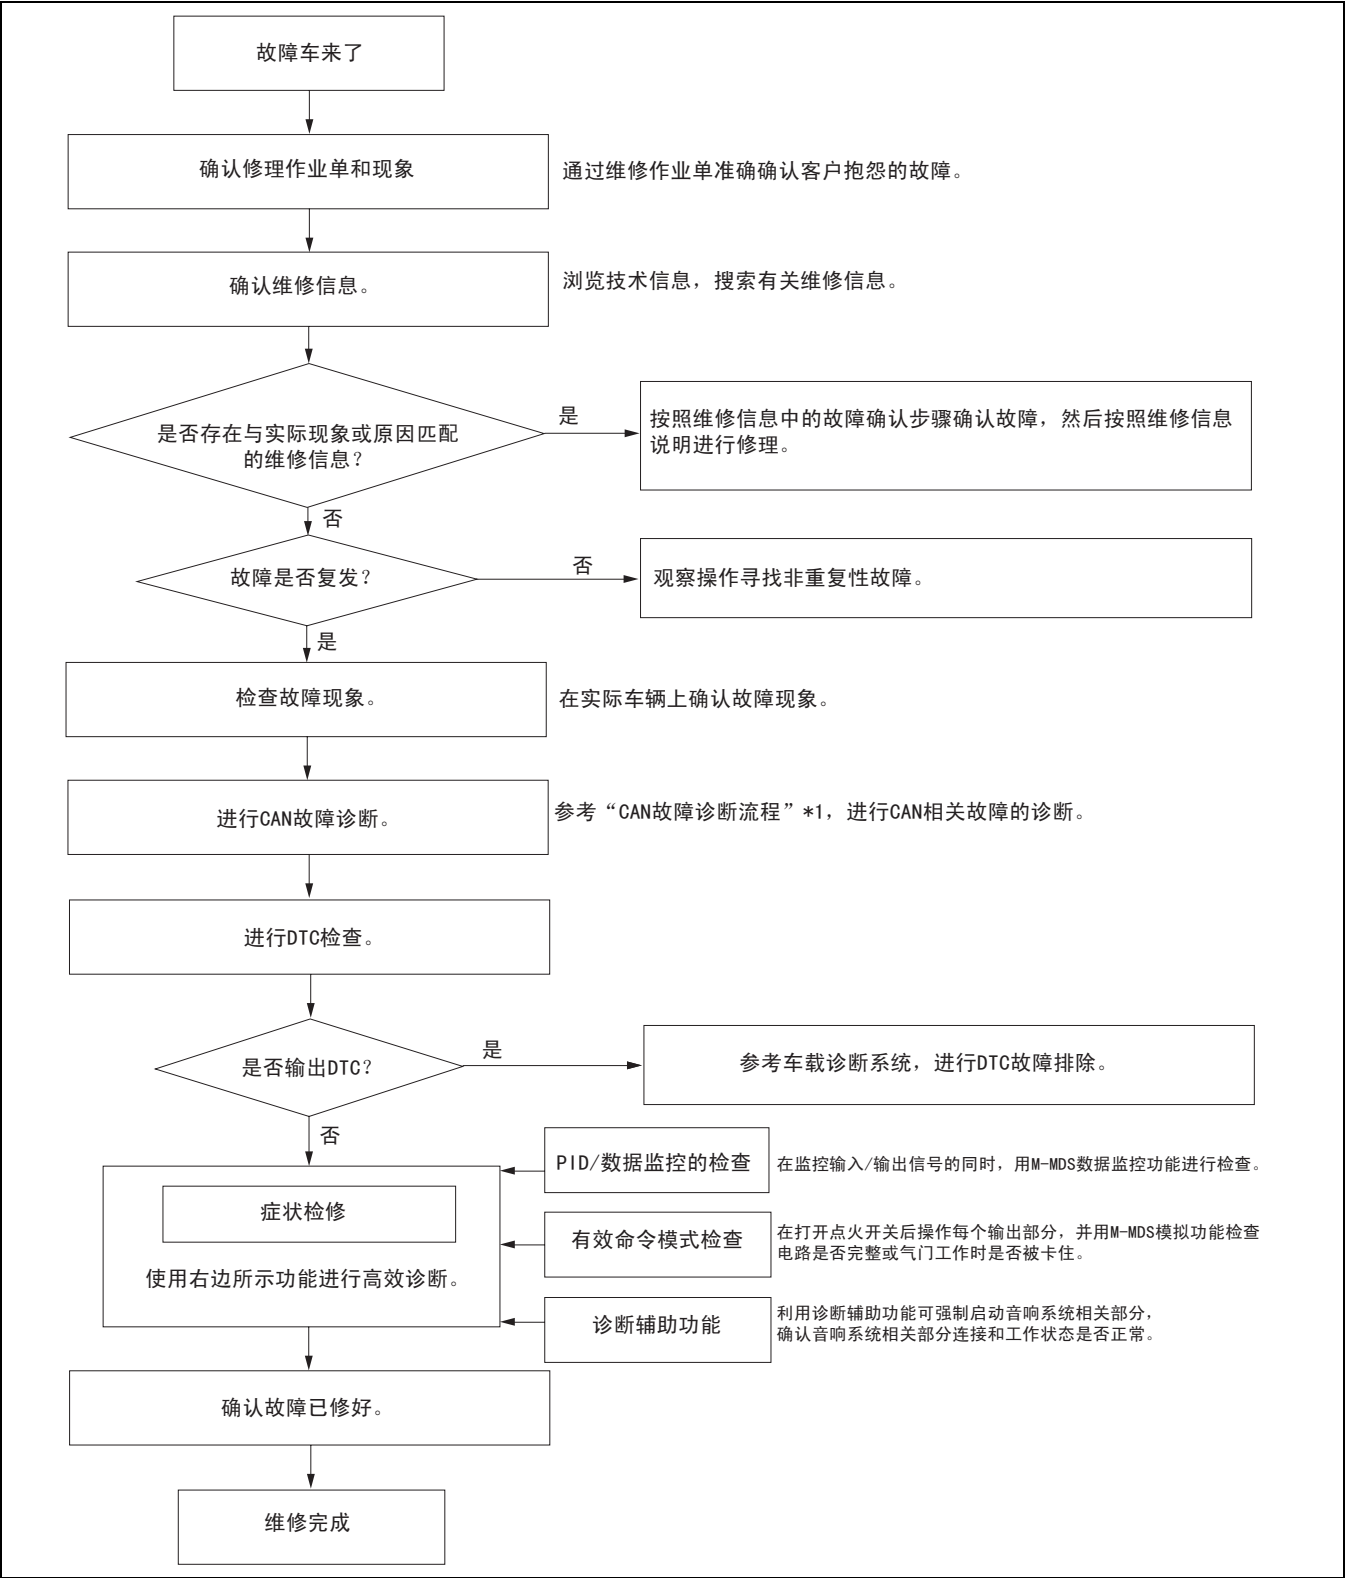 故障车来了
确认修理作业单和现象
通过维修作业单准确确认客户抱怨的故障。
确认维修信息。
浏览技术信息，搜索有关维修信息。
是否存在与实际现象或原因匹配
的维修信息？
是
按照维修信息中的故障确认步骤确认故障，然后按照维修信息
说明进行修理。
否
故障是否复发？
否
观察操作寻找非重复性故障。
是
检查故障现象。
在实际车辆上确认故障现象。
进行CAN故障诊断。
参考“CAN故障诊断流程”*1，进行CAN相关故障的诊断。
进行DTC检查。
是否输出DTC？
是
参考车载诊断系统，进行DTC故障排除。
否
PID/数据监控的检查
在监控输入/输出信号的同时，用M-MDS数据监控功能进行检查。
症状检修
使用右边所示功能进行高效诊断。
有效命令模式检查
在打开点火开关后操作每个输出部分，并用M-MDS模拟功能检查
电路是否完整或气门工作时是否被卡住。
诊断辅助功能
利用诊断辅助功能可强制启动音响系统相关部分，
确认音响系统相关部分连接和工作状态是否正常。
确认故障已修好。
维修完成